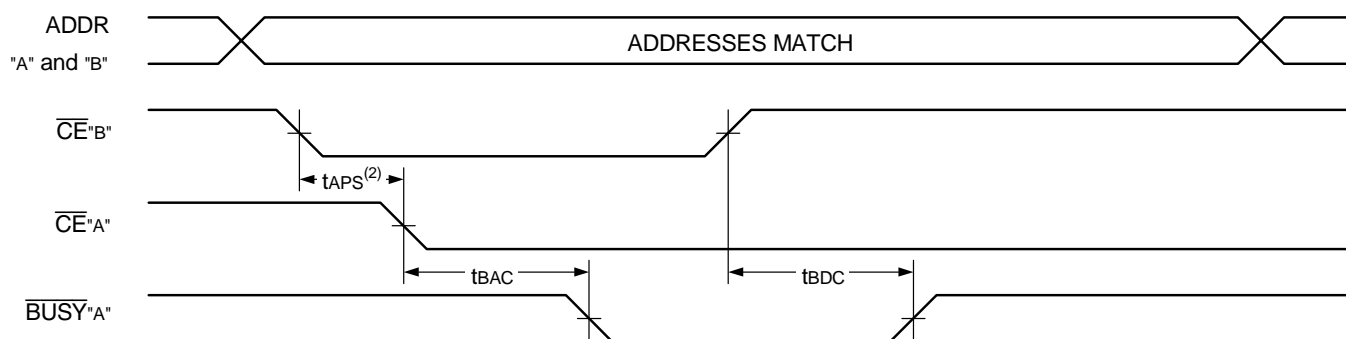 ADDR
"A" and "B"
ADDRESSES MATCH
CE"B"
tAPS(2)
CE"A"
tBAC
tBDC
BUSY"A"